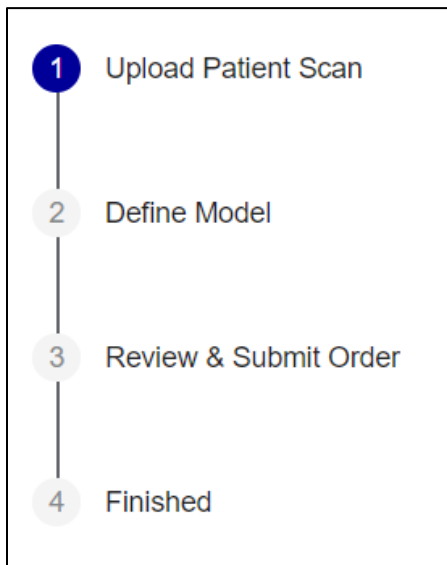 1 Upload Patient Scan
2 Define Model
3 Review & Submit Order
4 Finished